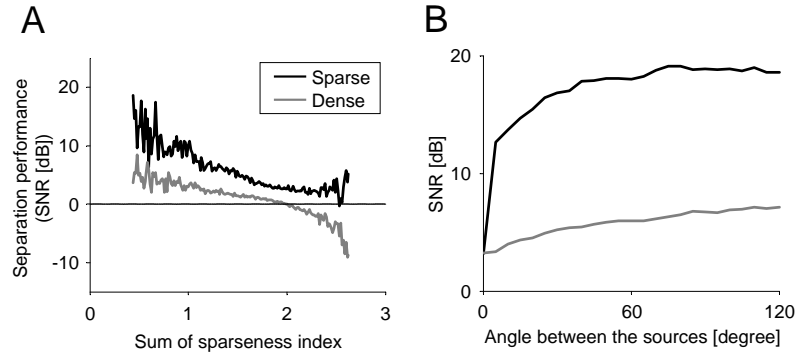 A
Separation performance
(SNR [dB])
20
10
0
-10
0
1
2
3
Sum of sparseness index
Sparse
Dense
B
SNR [dB]
20
10
0
0
60
120
Angle between the sources [degree]